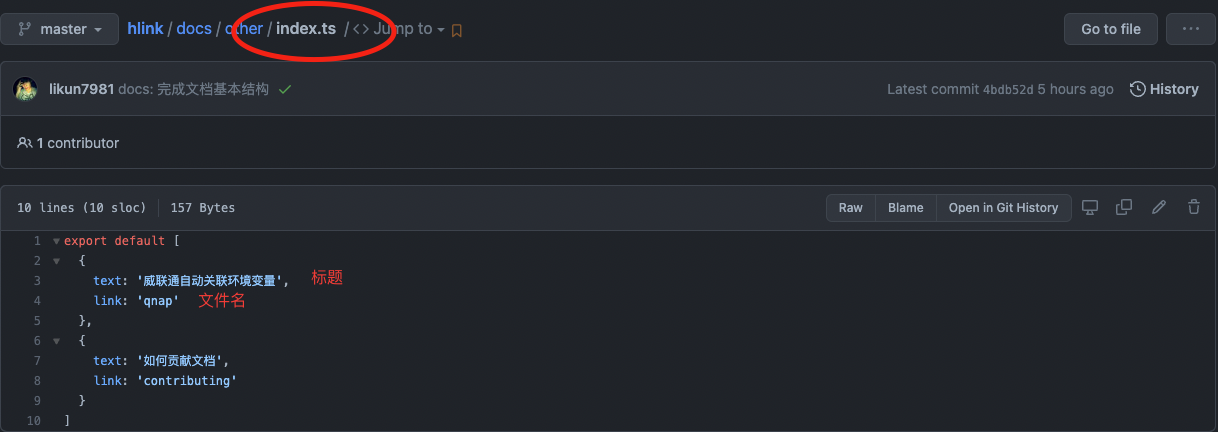 master hlink / docs / other / index.ts / <> Jump to Go to file ...
likun7981 docs: 完成文档基本结构 Latest commit 4bdb52d 5 hours ago History
1 contributor
10 lines (10 sloc) 157 Bytes Raw Blame Open in Git History
1 export default [
2 {
3 text: '威联通自动关联环境变量', 标题
4 link: 'qnap' 文件名
5 },
6 {
7 text: '如何贡献文档',
8 link: 'contributing'
9 }
10 ]